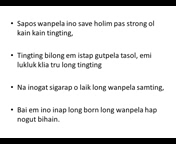 • Sapos wanpela ino save holim pas strong ol
kain kain tingting,
• Tingting bilong em istap gutpela tasol, emi
lukluk klia tru long tingting
• Na inogat sigarap o laik long wanpela samting,
• Bai em ino inap long born long wanpela hap
nogut bihain.